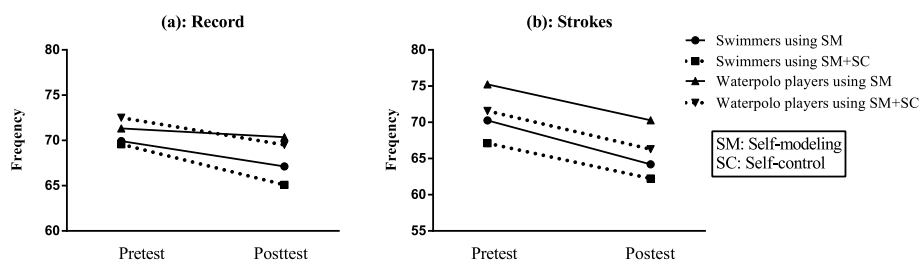 (a): Record
80
75
70
65
60
Freqency
Pretest
Posttest
(b): Strokes
80
75
70
65
60
55
Freqency
Pretest
Postest
Swimmers using SM
Swimmers using SM+SC
Waterpolo players using SM
Waterpolo players using SM+SC
SM: Self-modeling
SC: Self-control